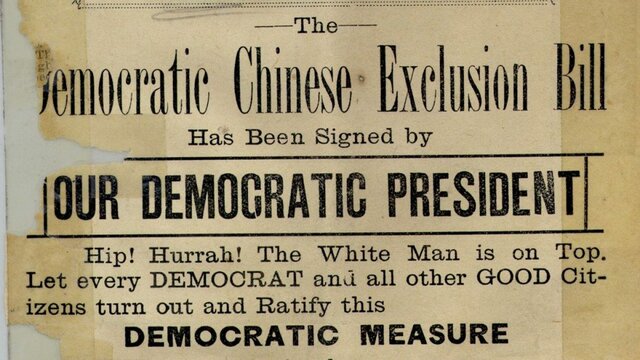 The
Democratic Chinese Exclusion Bill
Has Been Signed by
OUR DEMOCRATIC PRESIDENT
Hip! Hurrah! The White Man is on Top.
Let every DEMOCRAT and all other GOOD Cit-
izens turn out and Ratify this
DEMOCRATIC MEASURE